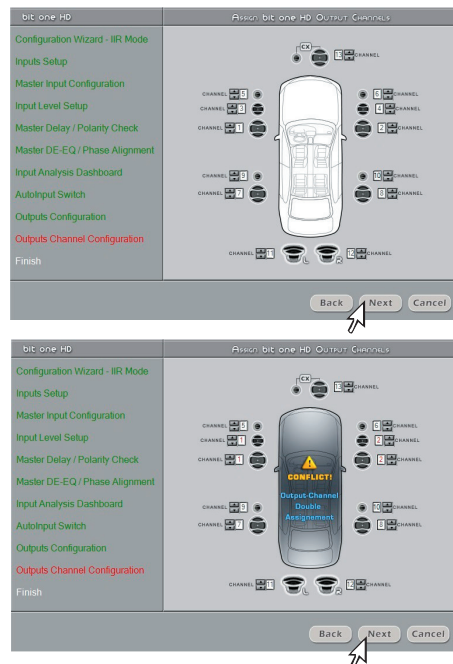 bit one HD
Assign bit one HD Output Channels
Configuration Wizard - IIR Mode
Inputs Setup
Master Input Configuration
Input Level Setup
Master Delay / Polarity Check
Master DE-EQ / Phase Alignment
Input Analysis Dashboard
AutoInput Switch
Outputs Configuration
Outputs Channel Configuration
Finish
CX
13 CHANNEL
CHANNEL 5
6 CHANNEL
CHANNEL 3
4 CHANNEL
CHANNEL 1
2 CHANNEL
CHANNEL 9
10 CHANNEL
CHANNEL 7
8 CHANNEL
CHANNEL 11
L
R
12 CHANNEL
Back
Next
Cancel
bit one HD
Assign bit one HD Output Channels
Configuration Wizard - IIR Mode
Inputs Setup
Master Input Configuration
Input Level Setup
Master Delay / Polarity Check
Master DE-EQ / Phase Alignment
Input Analysis Dashboard
AutoInput Switch
Outputs Configuration
Outputs Channel Configuration
Finish
CX
13 CHANNEL
CHANNEL 5
6 CHANNEL
CHANNEL 1
2 CHANNEL
CHANNEL 1
2 CHANNEL
CONFLICT!
Output-Channel
Double
Assignement
CHANNEL 9
10 CHANNEL
CHANNEL 7
8 CHANNEL
CHANNEL 11
L
R
12 CHANNEL
Back
Next
Cancel